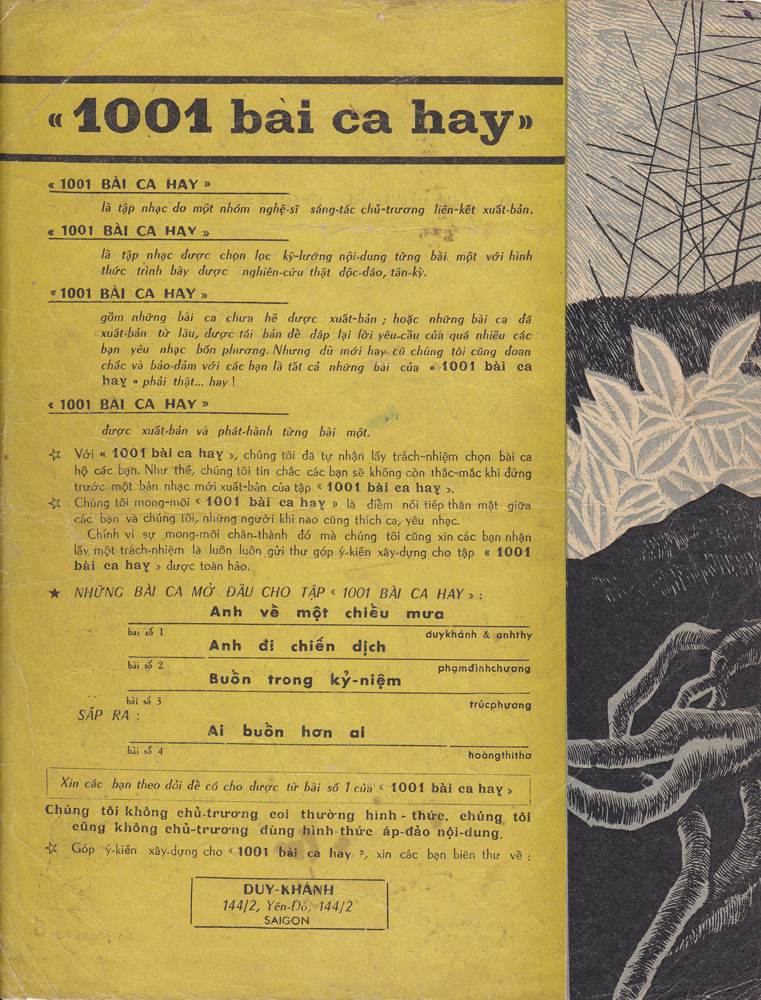 « 1001 bài ca hay »
« 1001 BÀI CA HAY »
là tập nhạc do một nhóm nghệ-sĩ sáng-tác chủ-trương liên-kết xuất-bản.
« 1001 BÀI CA HAY »
là tập nhạc được chọn lọc kỹ-lưỡng nội-dung từng bài một với hình
thức trình bày được nghiên-cứu thật độc-đáo, tân-kỳ.
« 1001 BÀI CA HAY »
gồm những bài ca chưa hề được xuất-bản ; hoặc những bài ca đã
xuất-bản từ lâu, được tái bản để đáp lại lời yêu-cầu của quá nhiều các
bạn yêu nhạc bốn phương. Nhưng dù mới hay cũ chúng tôi cũng đoan
chắc và bảo-đảm với các bạn là tất cả những bài của « 1001 bài ca
hay » phải thật... hay !
« 1001 BÀI CA HAY »
được xuất-bản và phát-hành từng bài một.
☆ Với « 1001 bài ca hay », chúng tôi đã tự nhận lấy trách-nhiệm chọn bài ca
hộ các bạn. Như thế, chúng tôi tin chắc các bạn sẽ không còn thắc-mắc khi đứng
trước một bản nhạc mới xuất-bản của tập « 1001 bài ca hay ».
☆ Chúng tôi mong-mỏi « 1001 bài ca hay » là điểm nối tiếp thân mật giữa
các bạn và chúng tôi, những người khi nao cũng thích ca, yêu nhạc.
Chính vì sự mong-mỏi chân-thành đó mà chúng tôi cũng xin các bạn nhận
lấy một trách-nhiệm là luôn luôn gửi thư góp ý-kiến xây-dựng cho tập « 1001
bài ca hay » được toàn hảo.
★ NHỮNG BÀI CA MỞ ĐẦU CHO TẬP « 1001 BÀI CA HAY » :
Anh về một chiều mưa
bài số 1 duykhánh & anhthy
Anh đi chiến dịch
bài số 2 phạmđìnhchương
Buồn trong kỷ-niệm
bài số 3 trúcphương
SẮP RA :
Ai buồn hơn ai
bài số 4 hoàngthithơ
Xin các bạn theo dõi để có cho được từ bài số 1 của « 1001 bài ca hay »
Chúng tôi không chủ-trương coi thường hình - thức, chúng tôi
cũng không chủ-trương dùng hình-thức áp-đảo nội-dung.
☆ Góp ý-kiến xây-dựng cho « 1001 bài ca hay », xin các bạn biên thư về :
DUY-KHÁNH
144/2, Yên-Đỏ, 144/2
SAIGON